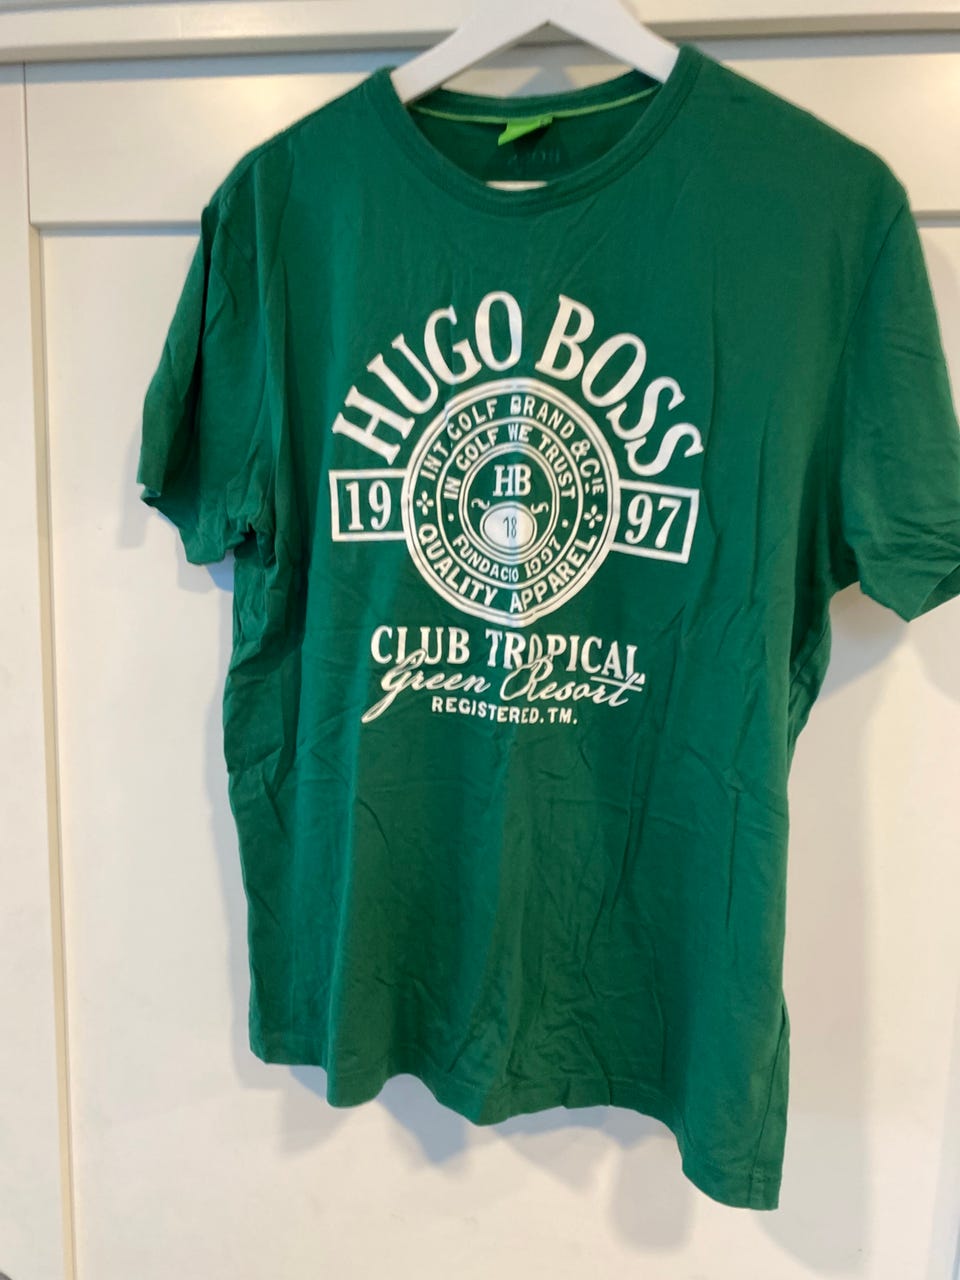 HUGO BOSS
INT. GOLF BRAND & CIE
IN GOLF WE TRUST
HB
19
97
18
FUNDACIO 1997
QUALITY APPAREL
CLUB TROPICAL
Green Resort
REGISTERED. TM.